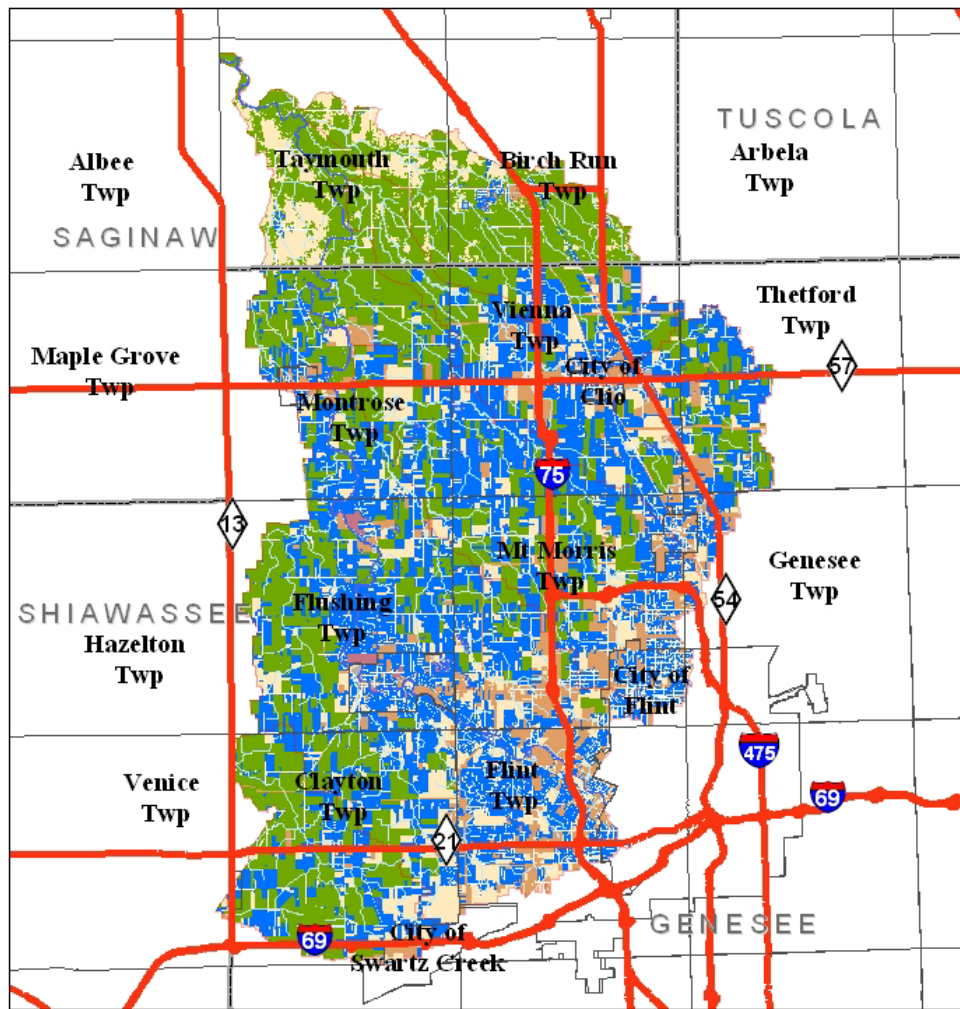 TUSCOLA
Arbela
Twp
Albee
Twp
Taymouth
Twp
Birch Run
Twp
SAGINAW
Thetford
Twp
Vienna
Twp
Maple Grove
Twp
57
City of
Clio
Montrose
Twp
75
13
Mt Morris
Twp
Genesee
Twp
54
SHIAWASSEE
Hazelton
Twp
Flushing
Twp
City of
Flint
475
69
Venice
Twp
Clayton
Twp
Flint
Twp
21
GENESEE
69
City of
Swartz Creek